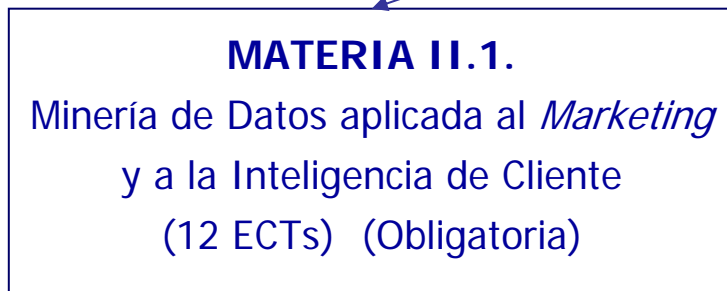 MATERIA II.1.
Minería de Datos aplicada al Marketing
y a la Inteligencia de Cliente
(12 ECTs) (Obligatoria)